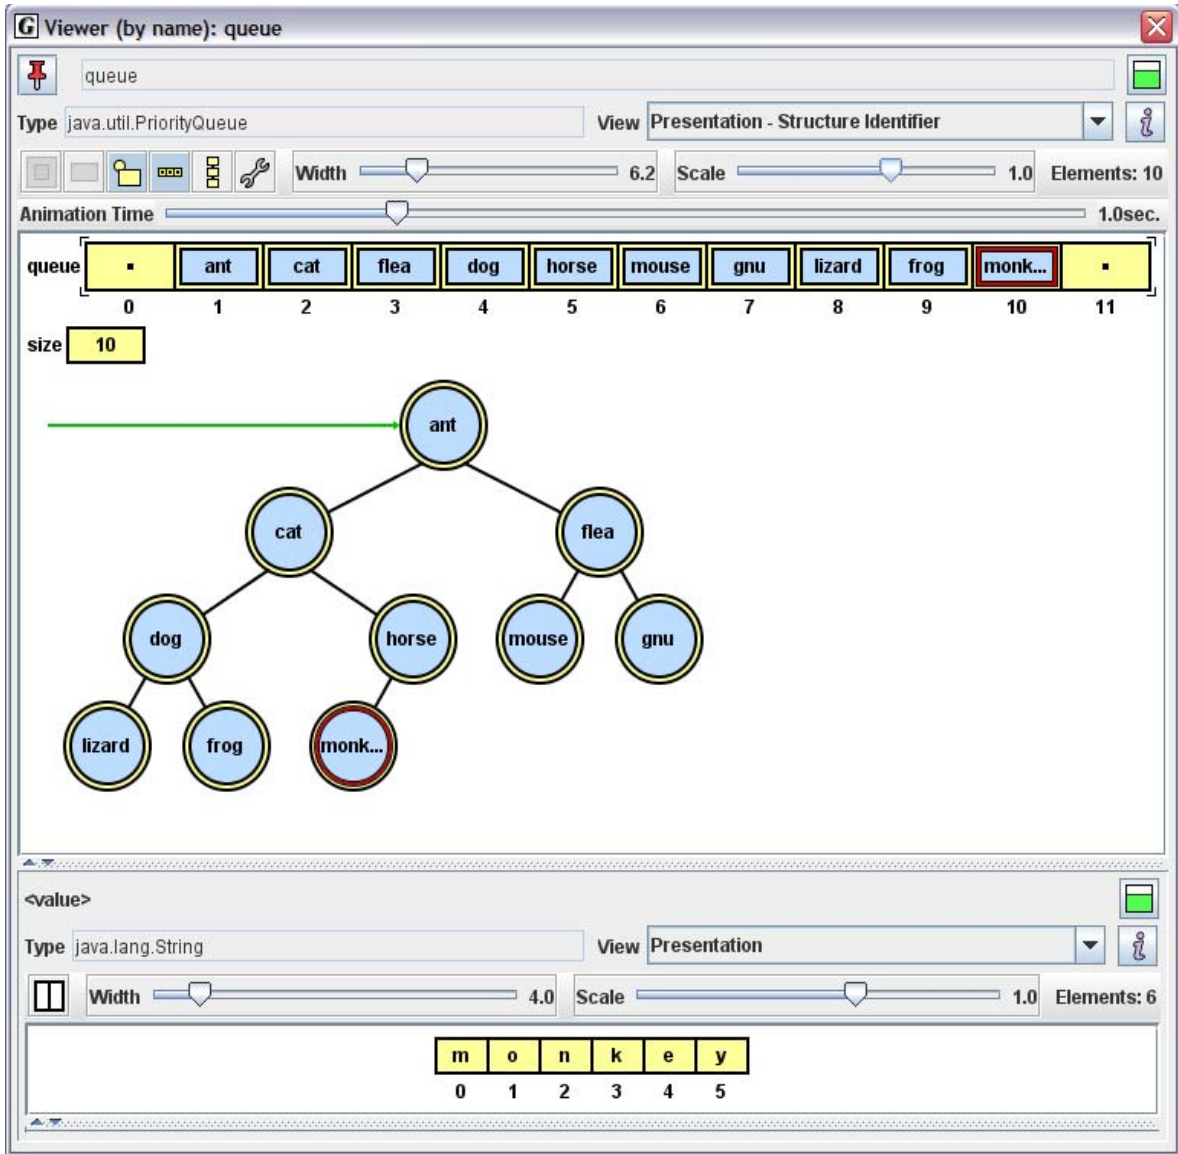 G Viewer (by name): queue
queue
Type java.util.PriorityQueue View Presentation - Structure Identifier i
Width 6.2 Scale 1.0 Elements: 10
Animation Time 1.0sec.
queue ▪ ant cat flea dog horse mouse gnu lizard frog monk... ▪
0 1 2 3 4 5 6 7 8 9 10 11
size 10
ant
cat flea
dog horse mouse gnu
lizard frog monk...
<value>
Type java.lang.String View Presentation i
Width 4.0 Scale 1.0 Elements: 6
m o n k e y
0 1 2 3 4 5